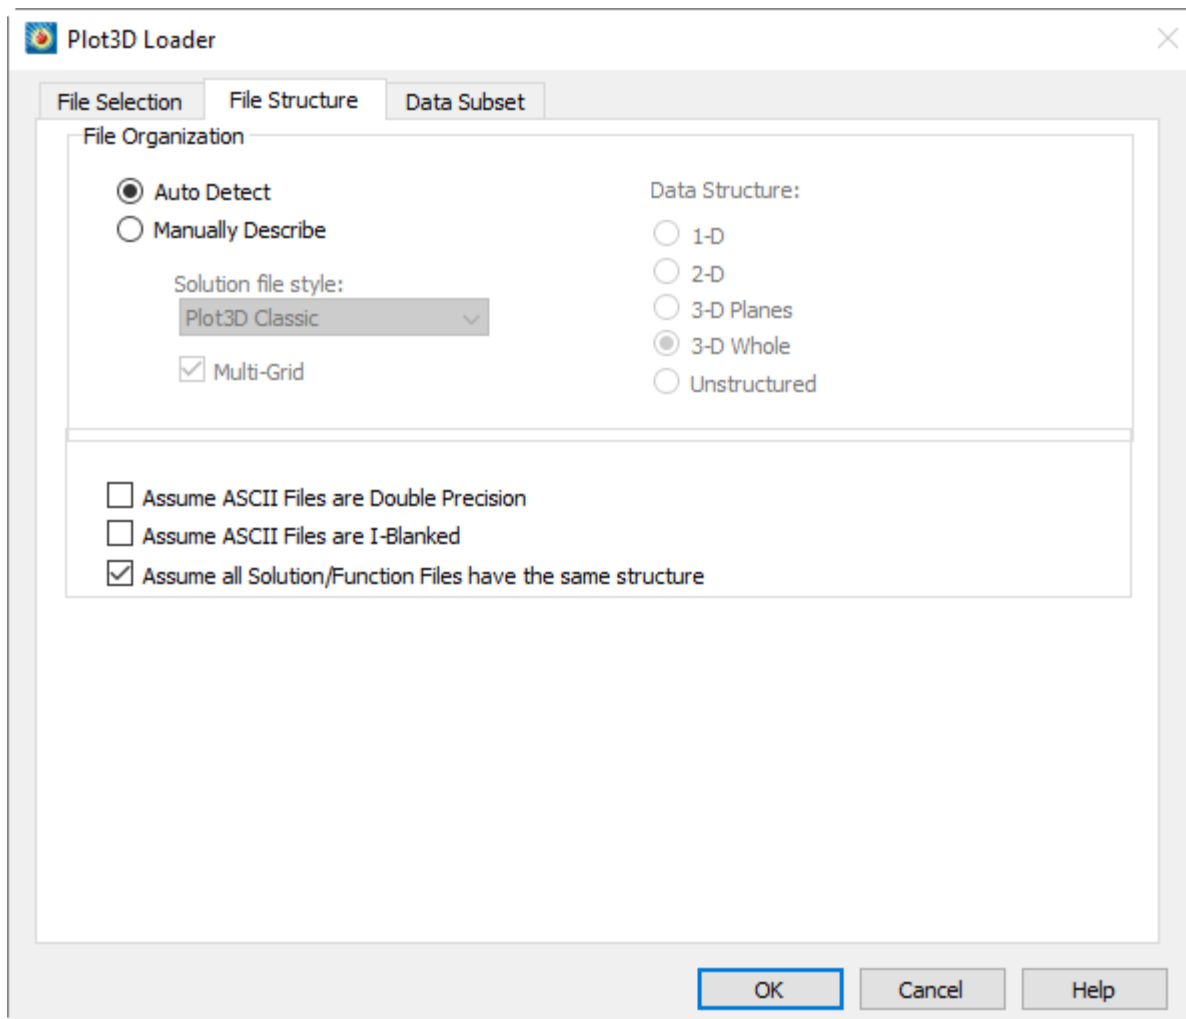 Plot3D Loader
File Selection
File Structure
Data Subset
File Organization
Auto Detect
Manually Describe
Solution file style:
Plot3D Classic
Multi-Grid
Data Structure:
1-D
2-D
3-D Planes
3-D Whole
Unstructured
Assume ASCII Files are Double Precision
Assume ASCII Files are I-Blanked
Assume all Solution/Function Files have the same structure
OK
Cancel
Help